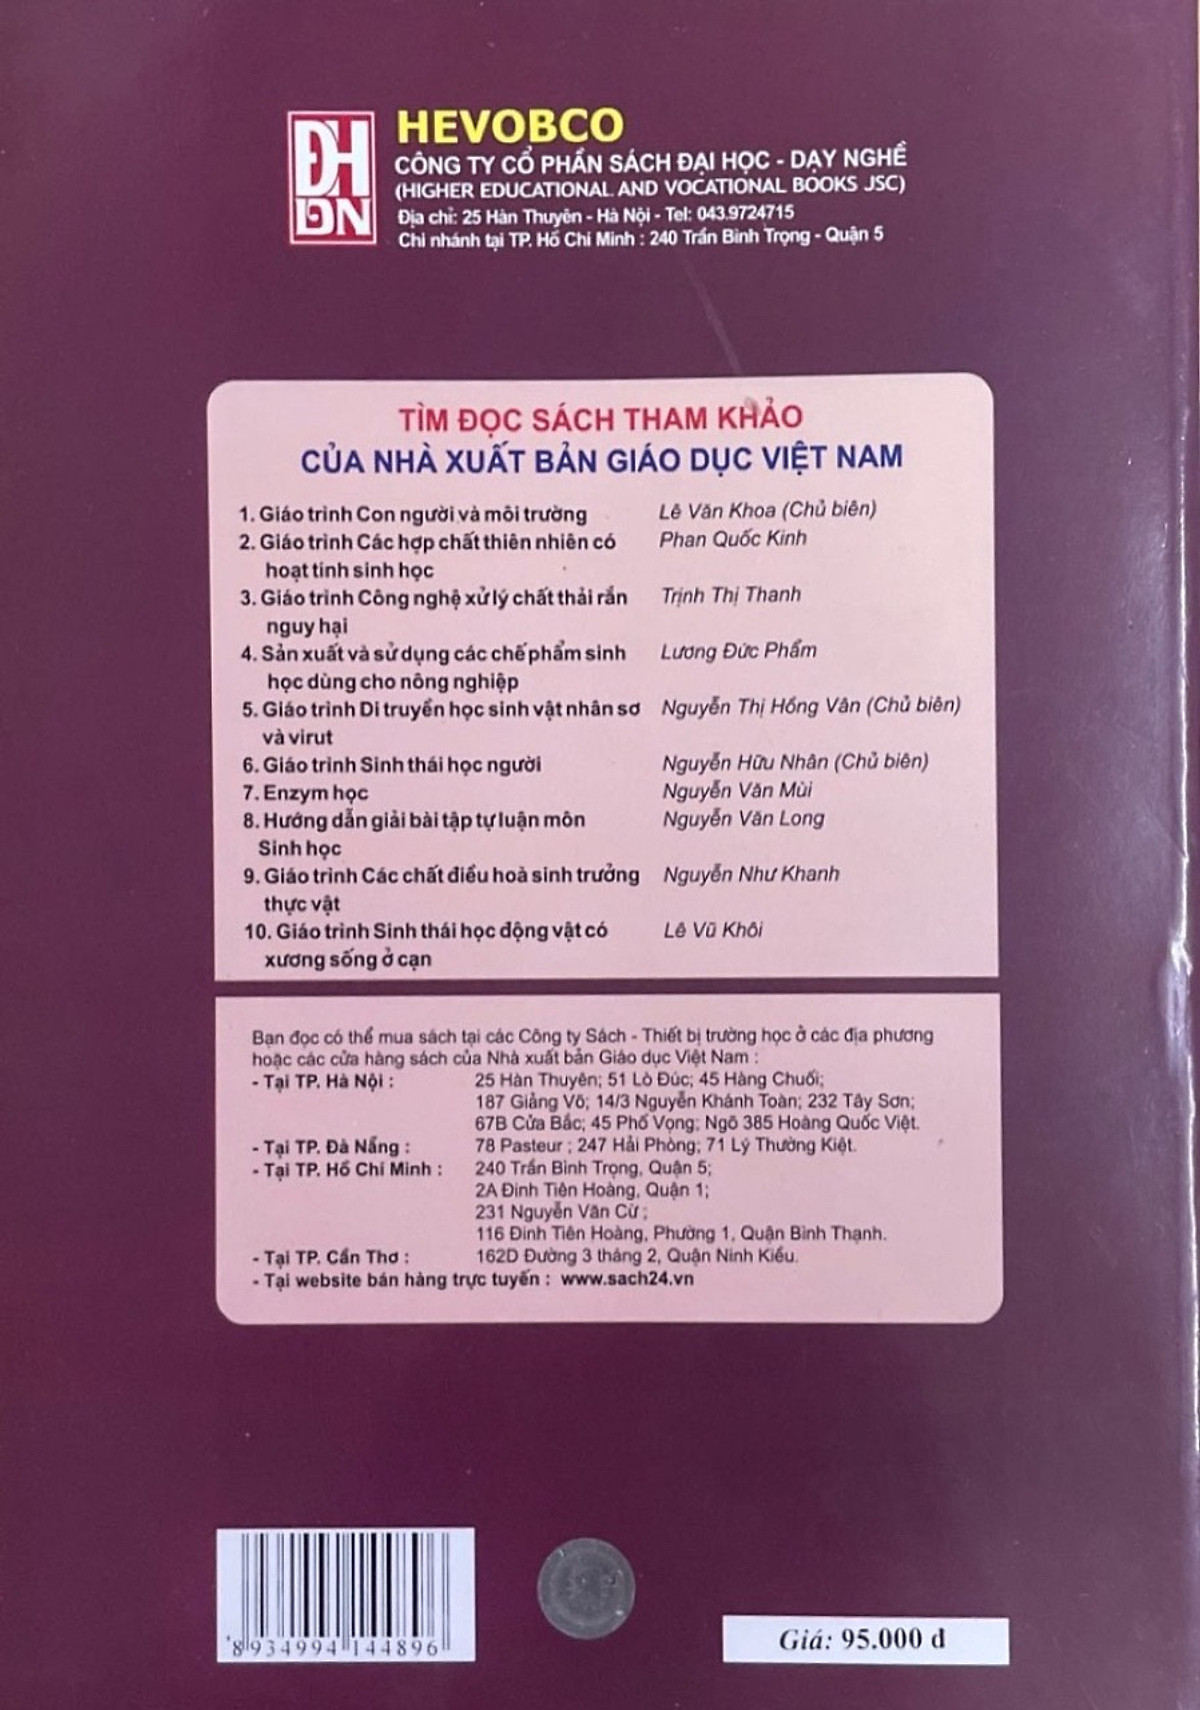 ĐH
DN
HEVOBCO
CÔNG TY CỔ PHẦN SÁCH ĐẠI HỌC - DẠY NGHỀ
(HIGHER EDUCATIONAL AND VOCATIONAL BOOKS JSC)
Địa chỉ: 25 Hàn Thuyên - Hà Nội - Tel: 043.9724715
Chi nhánh tại TP. Hồ Chí Minh : 240 Trần Bình Trọng - Quận 5
TÌM ĐỌC SÁCH THAM KHẢO
CỦA NHÀ XUẤT BẢN GIÁO DỤC VIỆT NAM
1. Giáo trình Con người và môi trường Lê Văn Khoa (Chủ biên)
2. Giáo trình Các hợp chất thiên nhiên có Phan Quốc Kinh
hoạt tính sinh học
3. Giáo trình Công nghệ xử lý chất thải rắn Trịnh Thị Thanh
nguy hại
4. Sản xuất và sử dụng các chế phẩm sinh Lương Đức Phẩm
học dùng cho nông nghiệp
5. Giáo trình Di truyền học sinh vật nhân sơ Nguyễn Thị Hồng Vân (Chủ biên)
và virut
6. Giáo trình Sinh thái học người Nguyễn Hữu Nhân (Chủ biên)
7. Enzym học Nguyễn Văn Mùi
8. Hướng dẫn giải bài tập tự luận môn Nguyễn Văn Long
Sinh học
9. Giáo trình Các chất điều hoà sinh trưởng Nguyễn Như Khanh
thực vật
10. Giáo trình Sinh thái học động vật có Lê Vũ Khôi
xương sống ở cạn
Bạn đọc có thể mua sách tại các Công ty Sách - Thiết bị trường học ở các địa phương
hoặc các cửa hàng sách của Nhà xuất bản Giáo dục Việt Nam :
- Tại TP. Hà Nội : 25 Hàn Thuyên; 51 Lò Đúc; 45 Hàng Chuối;
187 Giảng Võ; 14/3 Nguyễn Khánh Toàn; 232 Tây Sơn;
67B Cửa Bắc; 45 Phố Vọng; Ngõ 385 Hoàng Quốc Việt.
- Tại TP. Đà Nẵng : 78 Pasteur ; 247 Hải Phòng; 71 Lý Thường Kiệt.
- Tại TP. Hồ Chí Minh : 240 Trần Bình Trọng, Quận 5;
2A Đinh Tiên Hoàng, Quận 1;
231 Nguyễn Văn Cừ ;
116 Đinh Tiên Hoàng, Phường 1, Quận Bình Thạnh.
- Tại TP. Cần Thơ : 162D Đường 3 tháng 2, Quận Ninh Kiều.
- Tại website bán hàng trực tuyến : www.sach24.vn
8 934994 144896
Giá: 95.000 đ